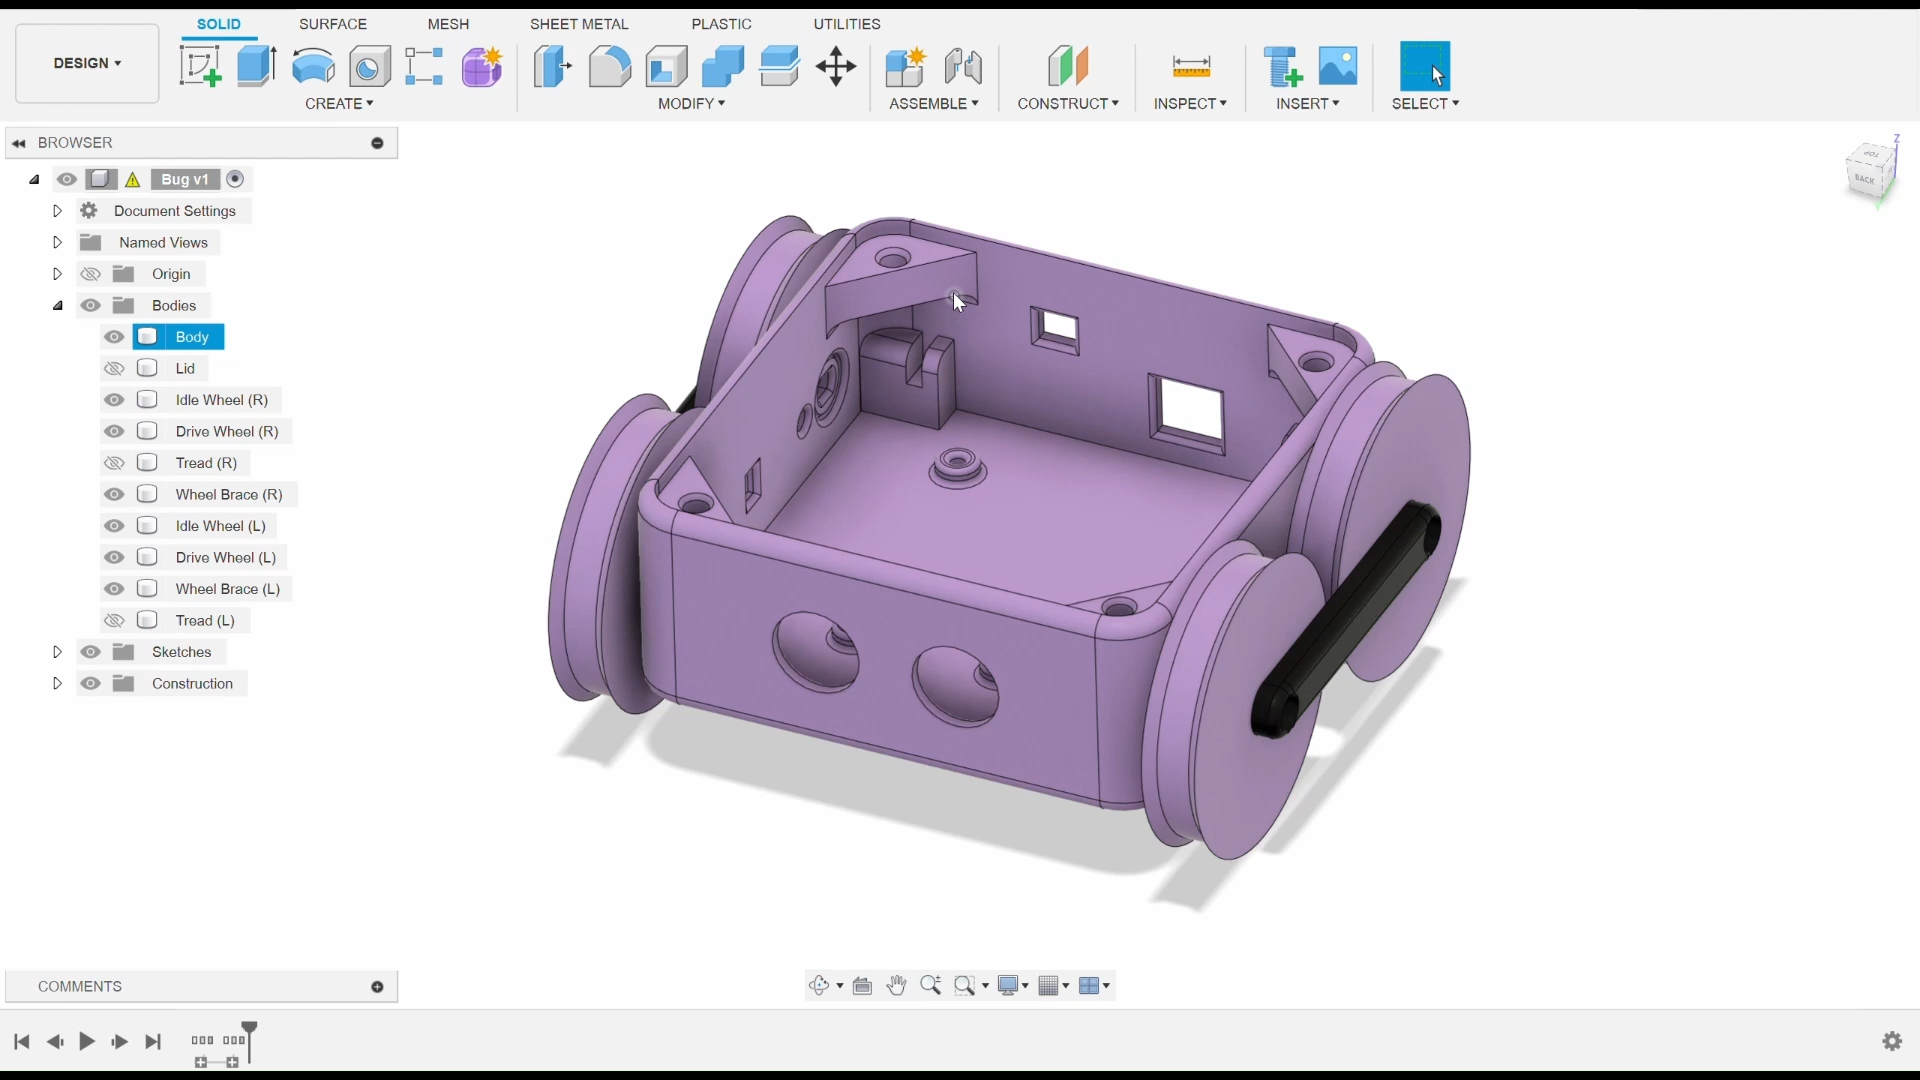 SOLID SURFACE MESH SHEET METAL PLASTIC UTILITIES
DESIGN
CREATE MODIFY ASSEMBLE CONSTRUCT INSPECT INSERT SELECT
BROWSER
Bug v1
Document Settings
Named Views
Origin
Bodies
Body
Lid
Idle Wheel (R)
Drive Wheel (R)
Tread (R)
Wheel Brace (R)
Idle Wheel (L)
Drive Wheel (L)
Wheel Brace (L)
Tread (L)
Sketches
Construction
Z
TOP
BACK
COMMENTS